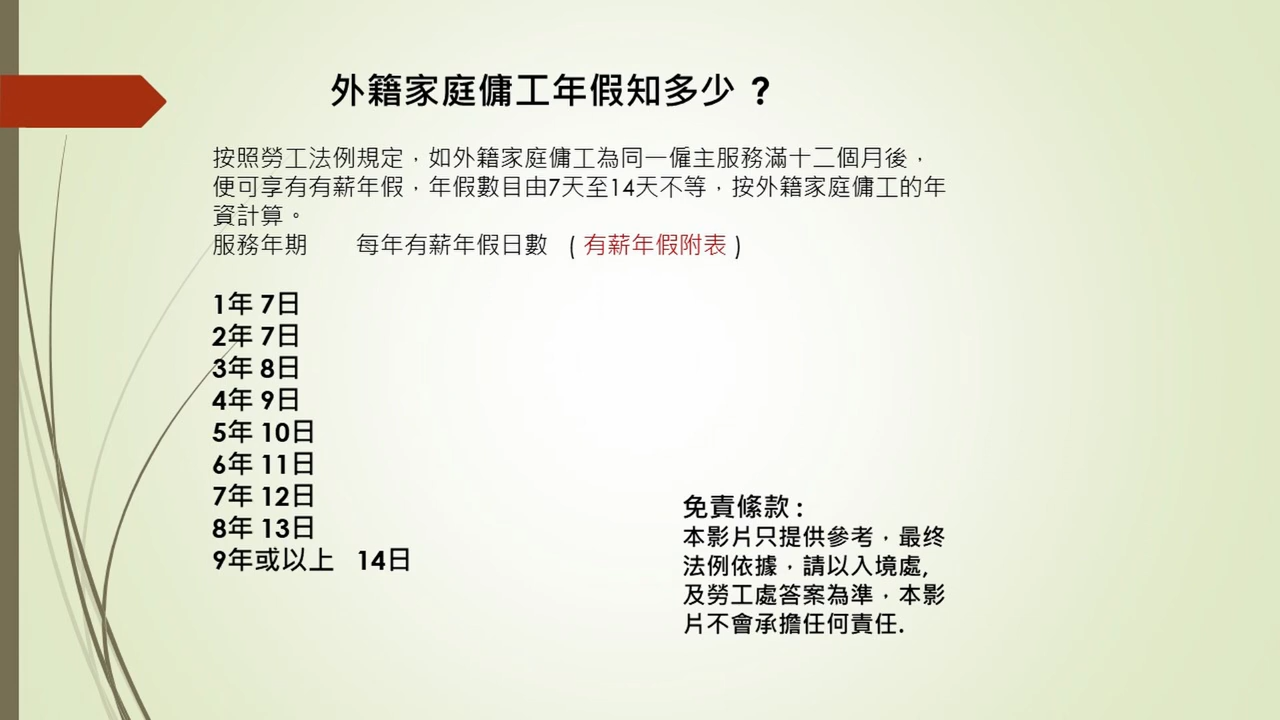 外籍家庭傭工年假知多少 ?
按照勞工法例規定，如外籍家庭傭工為同一僱主服務滿十二個月後，
便可享有有薪年假，年假數目由7天至14天不等，按外籍家庭傭工的年
資計算。
服務年期 每年有薪年假日數 ( 有薪年假附表 )
1年 7日
2年 7日
3年 8日
4年 9日
5年 10日
6年 11日
7年 12日
8年 13日
9年或以上 14日
免責條款 :
本影片只提供參考，最终
法例依據，請以入境處,
及勞工處答案為準，本影
片不會承擔任何責任.